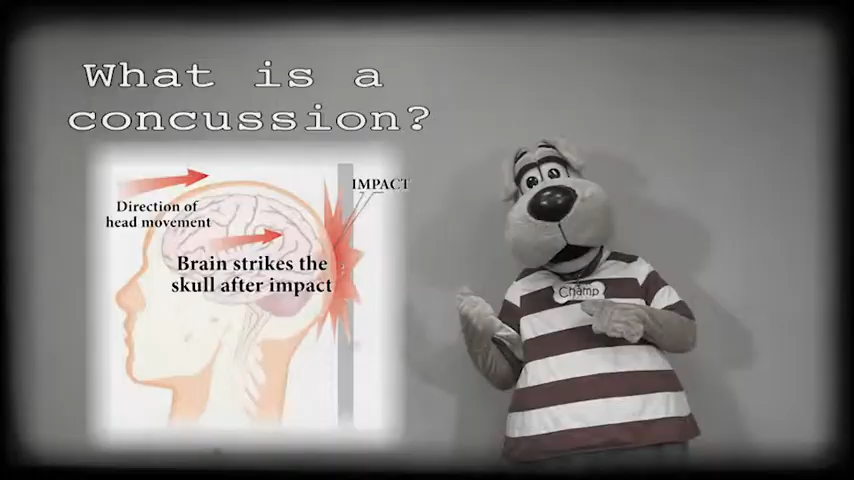 What is a
concussion?
IMPACT
Direction of
head movement
Brain strikes the
skull after impact
Champ